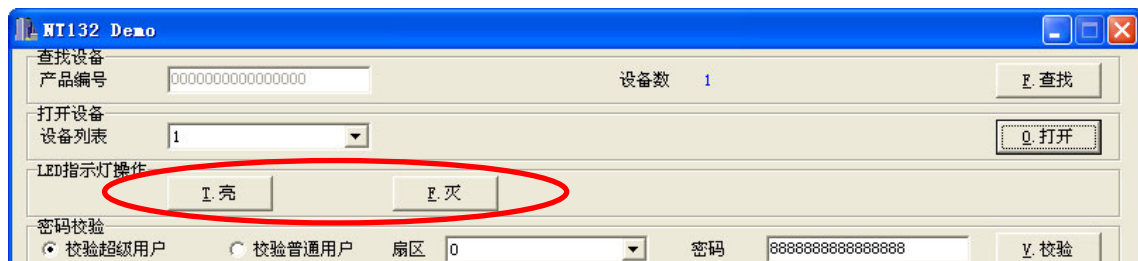 NT132 Demo
查找设备
产品编号 0000000000000000 设备数 1 F.查找
打开设备
设备列表 1 O.打开
LED指示灯操作
T.亮 F.灭
密码校验
校验超级用户 校验普通用户 扇区 0 密码 8888888888888888 V.校验